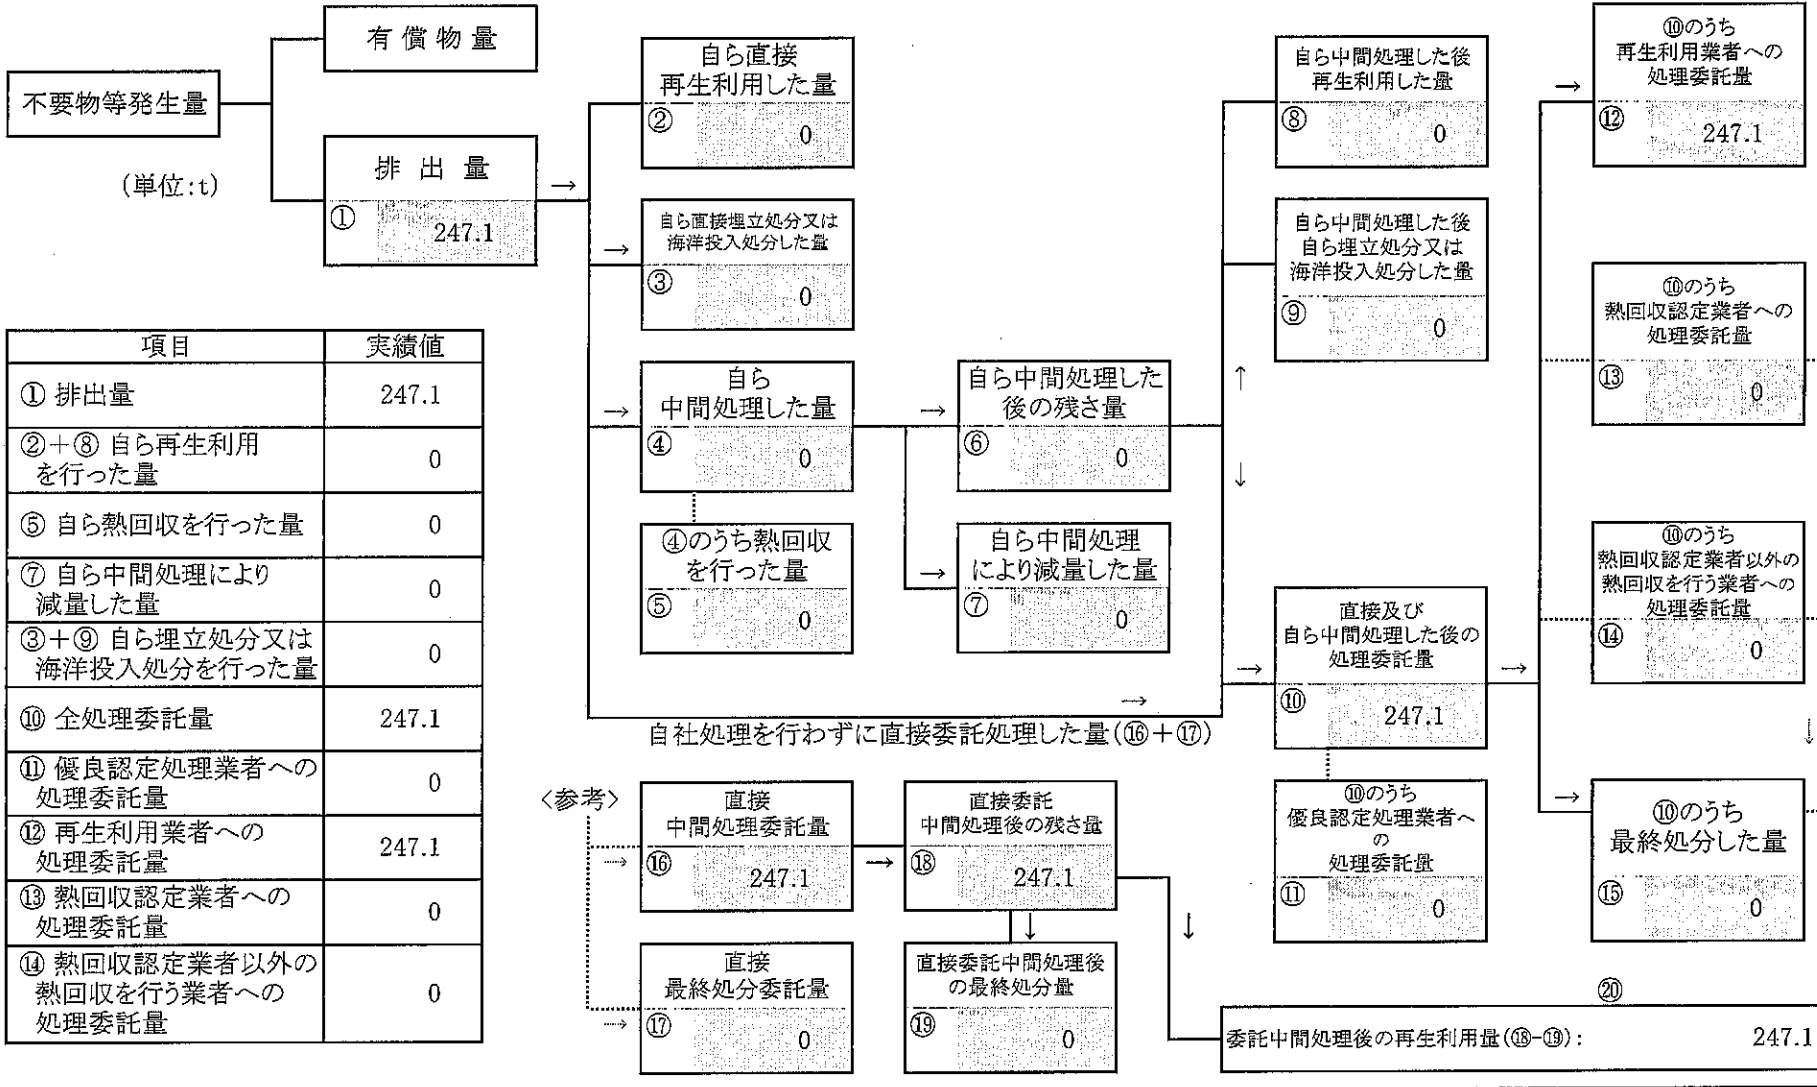 不要物等発生量
(単位:t)
有償物量
排出量
①
247.1
自ら直接
再生利用した量
②
0
→
自ら直接埋立処分又は
海洋投入処分した量
→
③
0
自ら
中間処理した量
→
④
0
④のうち熱回収
を行った量
⑤
0
自ら中間処理した
後の残さ量
→
⑥
0
自ら中間処理
により減量した量
→
⑦
0
自ら中間処理した後
再生利用した量
⑧
0
自ら中間処理した後
自ら埋立処分又は
海洋投入処分した量
⑨
0
↑
↓
直接及び
自ら中間処理した後の
処理委託量
→
→
⑩
247.1
⑩のうち
優良認定処理業者へ
の
処理委託量
⑪
0
→
⑩のうち
再生利用業者への
処理委託量
⑫
247.1
⑩のうち
熱回収認定業者への
処理委託量
⑬
0
⑩のうち
熱回収認定業者以外の
熱回収を行う業者への
処理委託量
⑭
0
↓
→
⑩のうち
最終処分した量
⑮
0
→
自社処理を行わずに直接委託処理した量(⑯+⑰)
項目 実績値
① 排出量 247.1
②+⑧ 自ら再生利用
を行った量 0
⑤ 自ら熱回収を行った量 0
⑦ 自ら中間処理により
減量した量 0
③+⑨ 自ら埋立処分又は
海洋投入処分を行った量 0
⑩ 全処理委託量 247.1
⑪ 優良認定処理業者への
処理委託量 0
⑫ 再生利用業者への
処理委託量 247.1
⑬ 熱回収認定業者への
処理委託量 0
⑭ 熱回収認定業者以外の
熱回収を行う業者への
処理委託量 0
<参考>
直接
中間処理委託量
→
⑯
247.1
→
直接委託
中間処理後の残さ量
⑱
247.1
↓
↓
直接
最終処分委託量
→
⑰
0
直接委託中間処理後
の最終処分量
⑲
0
⑳
委託中間処理後の再生利用量(⑱-⑲): 247.1